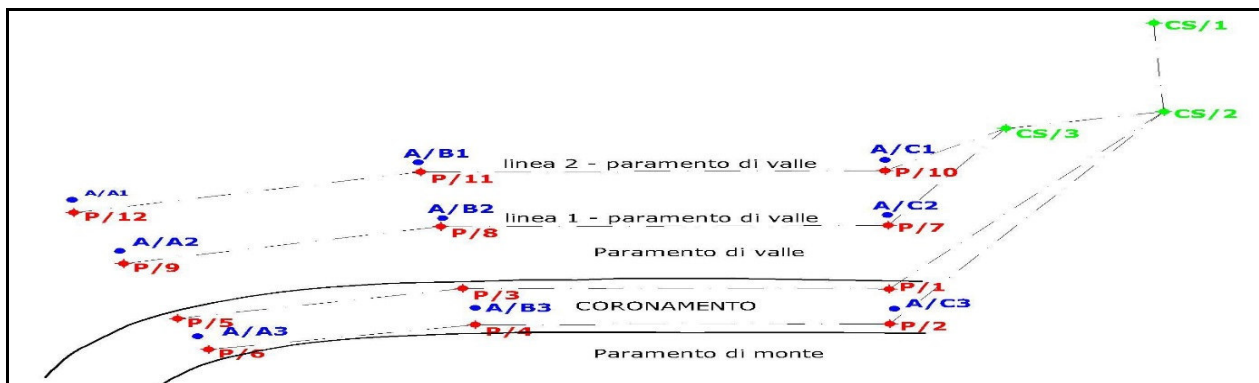 CS/1
CS/2
CS/3
A/B1
linea 2 - paramento di valle
A/C1
P/11
P/10
A/A1
P/12
A/B2
linea 1 - paramento di valle
A/C2
P/8
P/7
A/A2
Paramento di valle
P/9
P/3
P/1
A/B3
CORONAMENTO
A/C3
P/5
P/4
P/2
A/A3
P/6
Paramento di monte